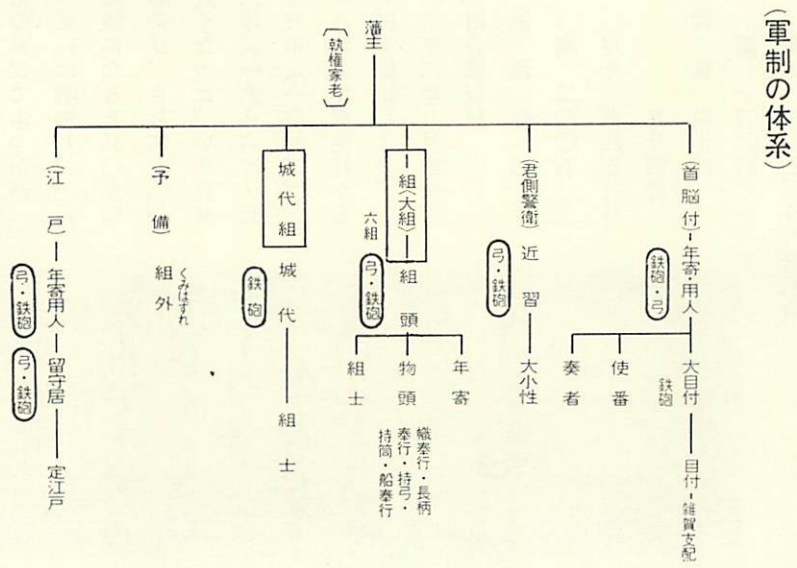 (軍制の体系)
藩主
〔執権家老〕
(首脳付)
年寄・用人
鉄砲・弓
大目付
鉄砲
目付
雑賀支配
使番
奏者
(君側警衛)
近習
弓・鉄砲
大小性
一組〈大組〉
六組
組頭
弓・鉄砲
年寄
物頭
幟奉行・長柄
奉行・持弓・
持筒・船奉行
組士
城代組
城代
鉄砲
組士
(予備)
組外
くみはずれ
(江戸)
年寄用人
弓・鉄砲
留守居
弓・鉄砲
定江戸